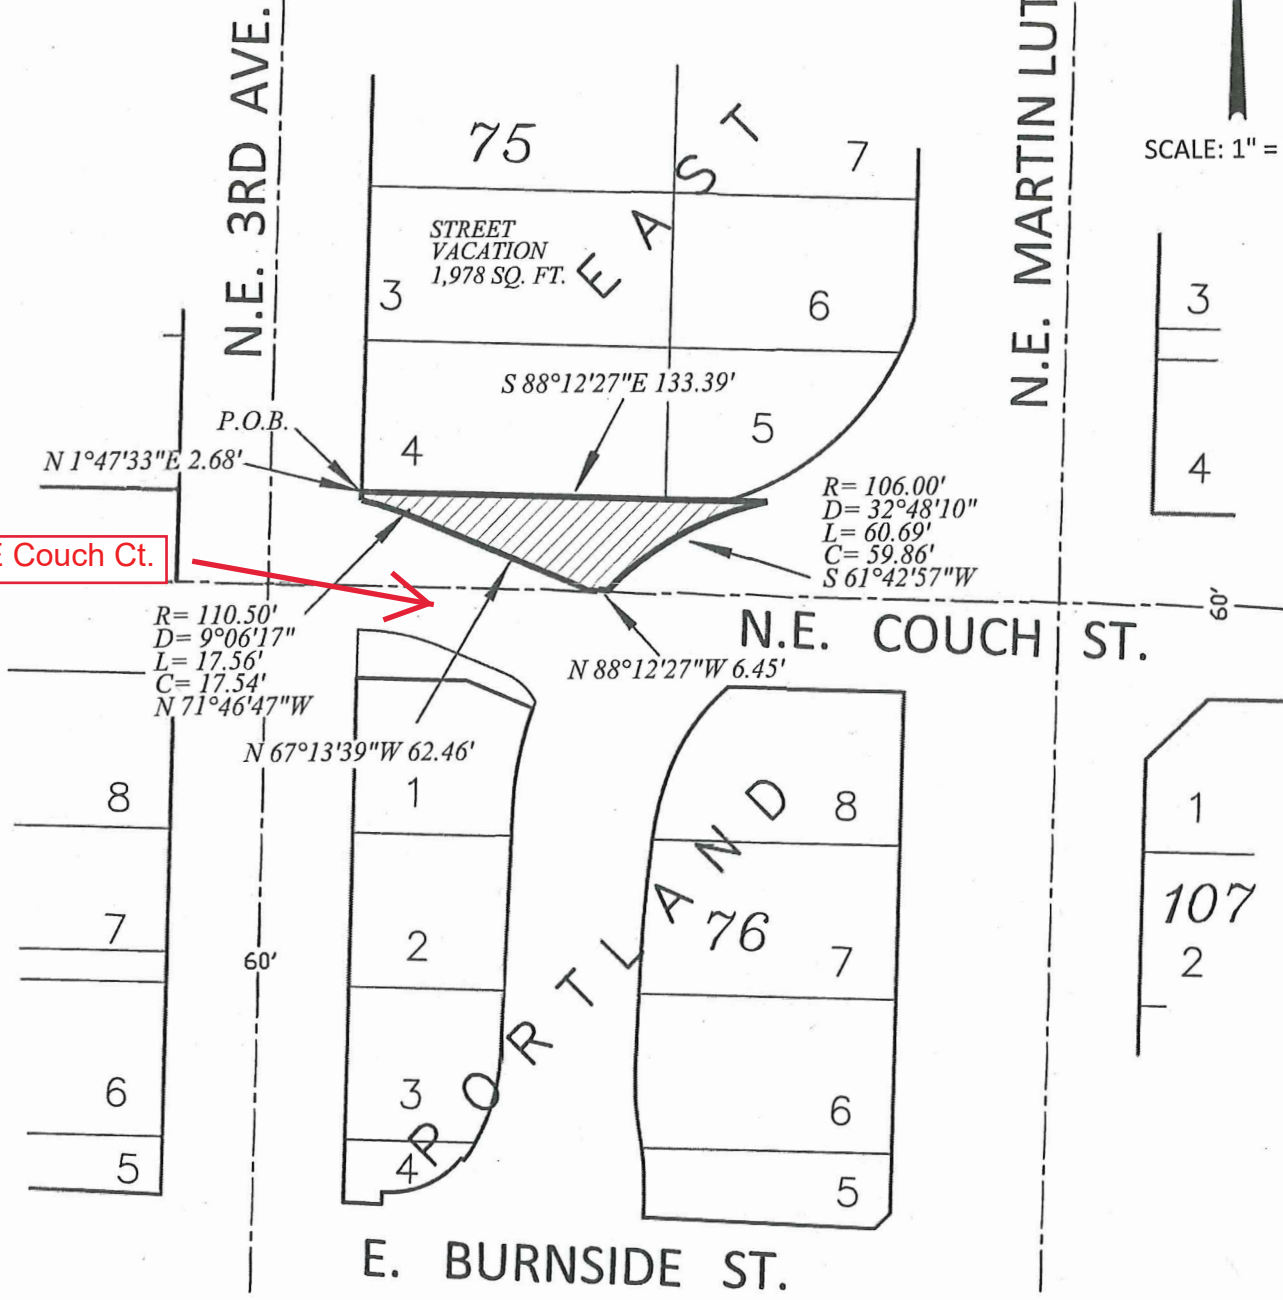 N.E. 3RD AVE.
N.E. MARTIN LUT
SCALE: 1" =
75
7
EAST
STREET
VACATION
1,978 SQ. FT.
3
6
3
S 88°12'27"E 133.39'
P.O.B.
4
5
N 1°47'33"E 2.68'
4
R= 106.00'
D= 32°48'10"
L= 60.69'
C= 59.86'
S 61°42'57"W
Couch Ct.
60'
R= 110.50'
D= 9°06'17"
L= 17.56'
C= 17.54'
N 71°46'47"W
N.E. COUCH ST.
N 88°12'27"W 6.45'
N 67°13'39"W 62.46'
8
1
8
1
PORTLAND
107
76
7
2
7
2
60'
6
3
6
5
4
5
E. BURNSIDE ST.